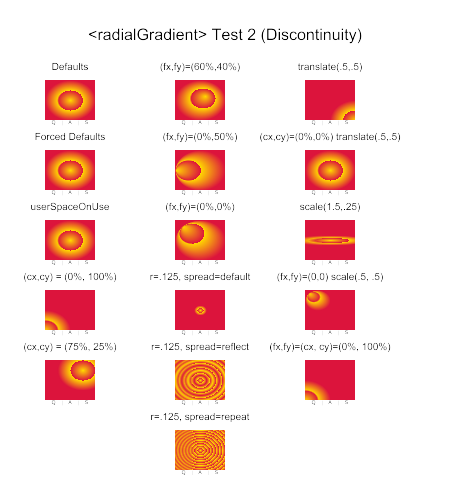 <radialGradient> Test 2 (Discontinuity)
Defaults
(fx,fy)=(60%,40%)
translate(.5,.5)
Forced Defaults
(fx,fy)=(0%,50%)
(cx,cy)=(0%,0%) translate(.5,.5)
userSpaceOnUse
(fx,fy)=(0%,0%)
scale(1.5,.25)
(cx,cy) = (0%, 100%)
r=.125, spread=default
(fx,fy)=(0,0) scale(.5, .5)
(cx,cy) = (75%, 25%)
r=.125, spread=reflect
(fx,fy)=(cx, cy)=(0%, 100%)
r=.125, spread=repeat